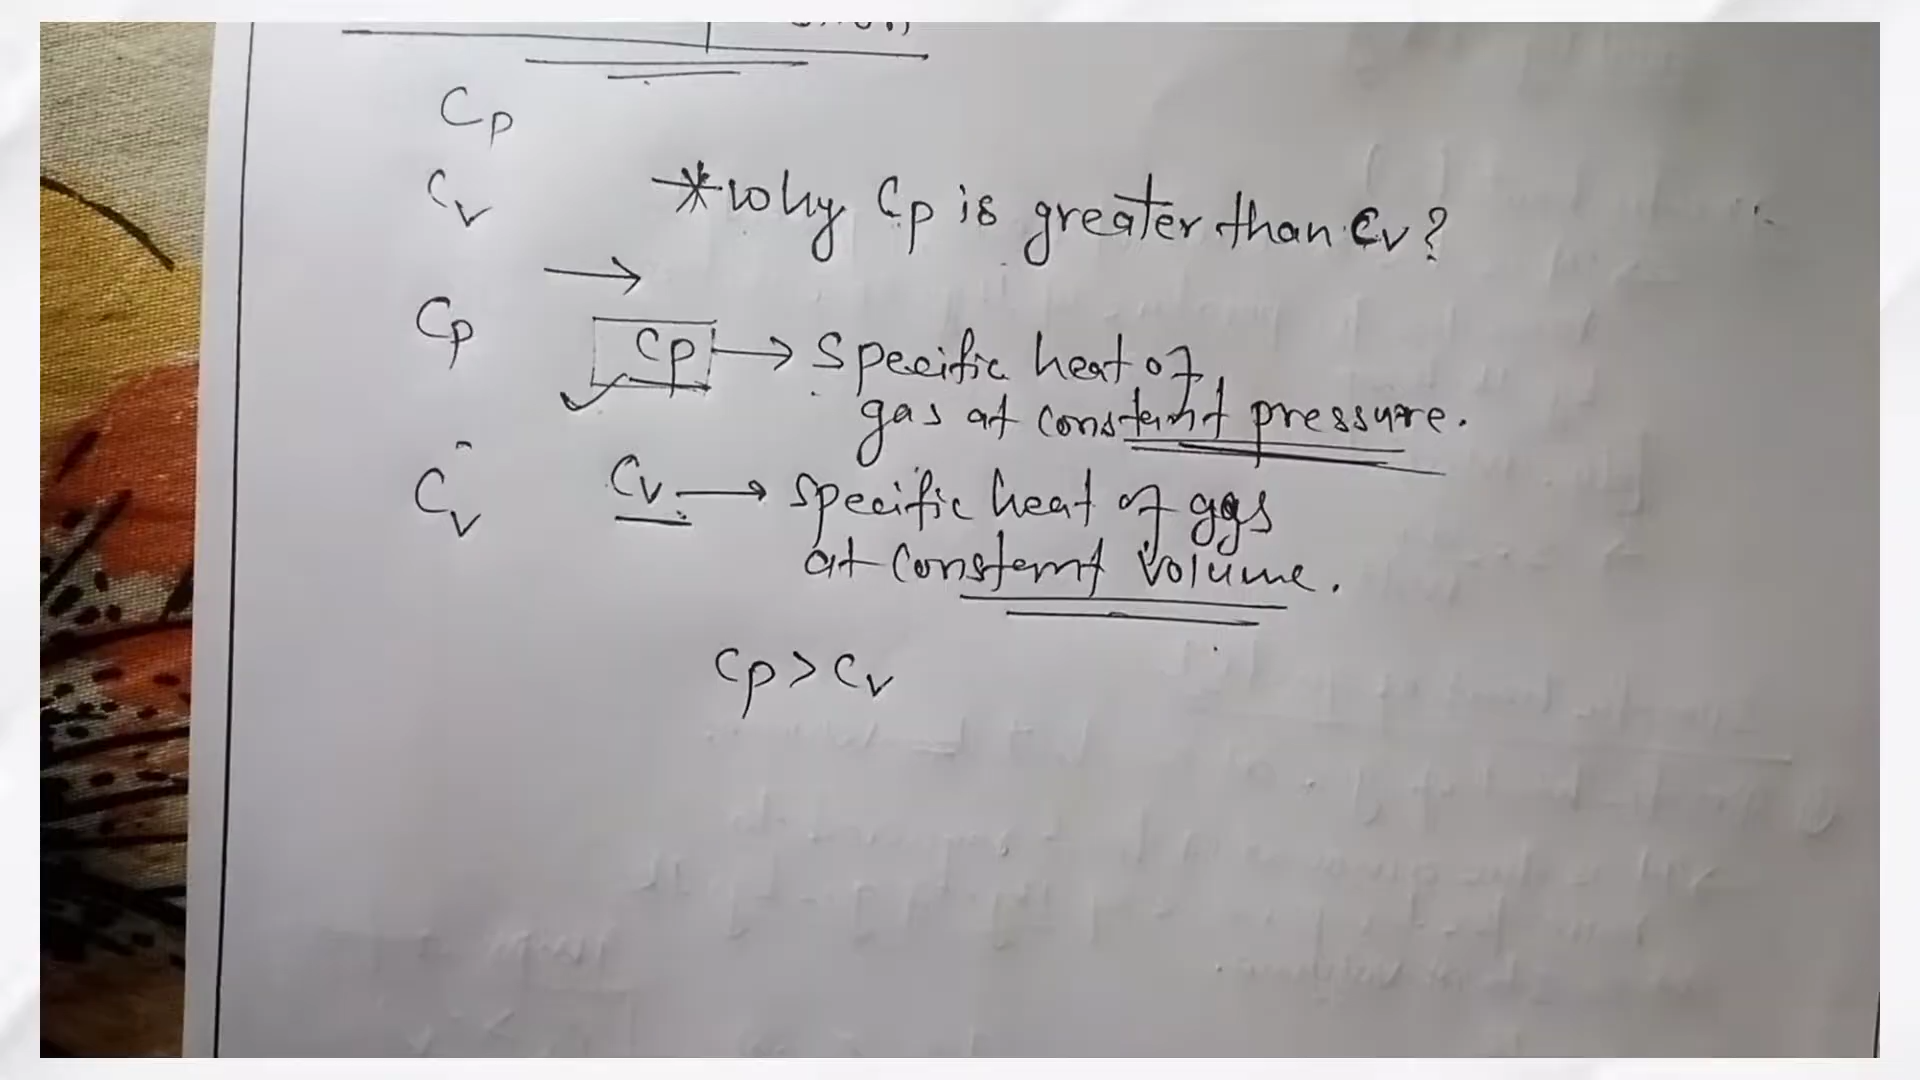 Cp
Cv
*why Cp is greater than Cv?
→
Cp
Cp → Specific heat of
gas at constant pressure.
Cv
Cv → Specific heat of gas
at constant volume.
Cp > Cv